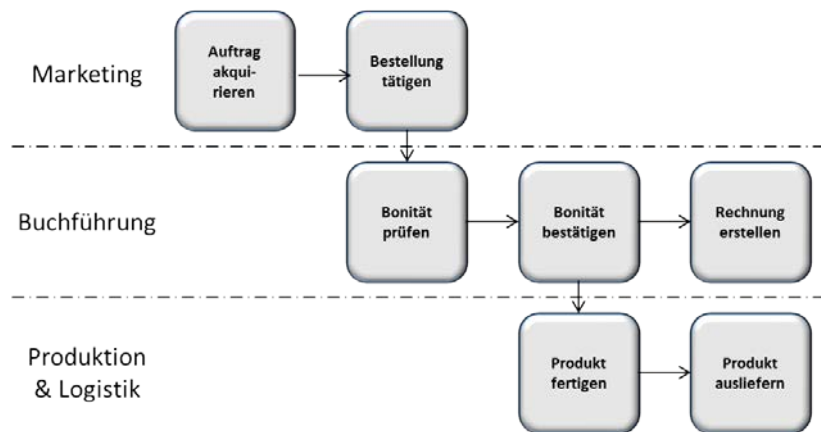 Marketing
Auftrag
akqui-
rieren
Bestellung
tätigen
Buchführung
Bonität
prüfen
Bonität
bestätigen
Rechnung
erstellen
Produktion
& Logistik
Produkt
fertigen
Produkt
ausliefern